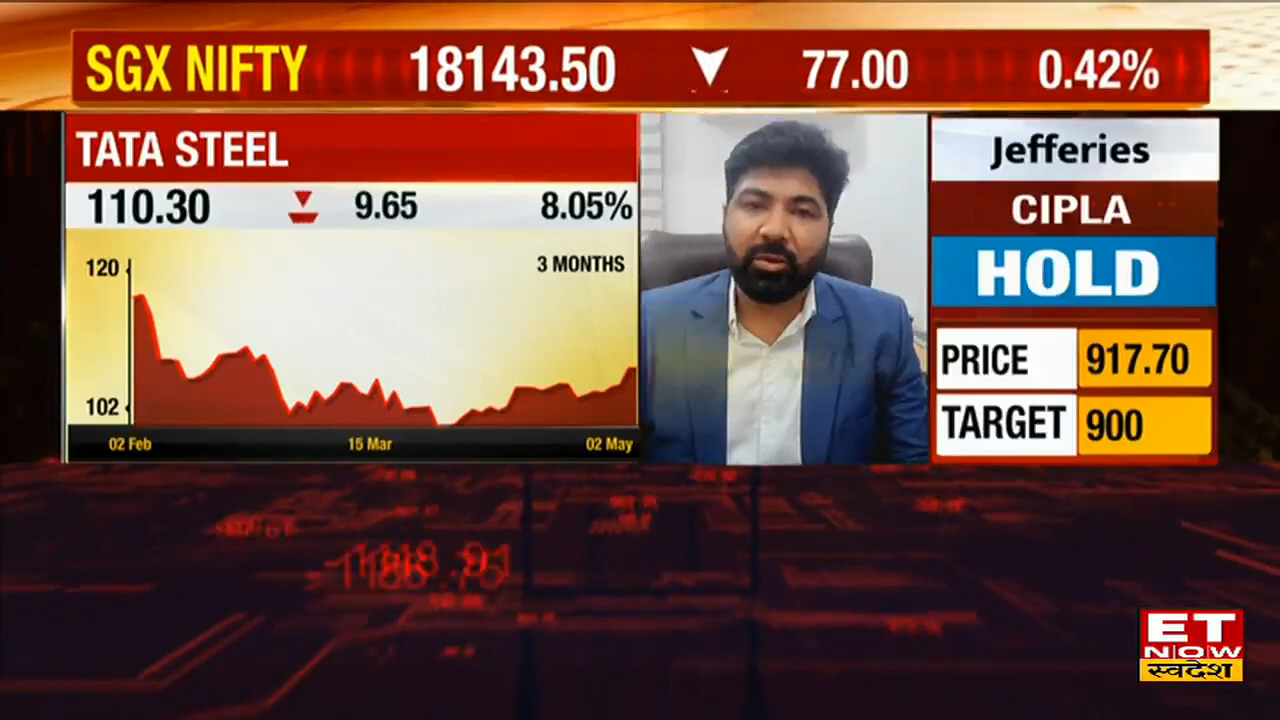 SGX NIFTY 18143.50 77.00 0.42%
TATA STEEL
110.30 9.65 8.05%
3 MONTHS
120
102
02 Feb 15 Mar 02 May
Jefferies
CIPLA
HOLD
PRICE 917.70
TARGET 900
ET
NOW
स्वदेश